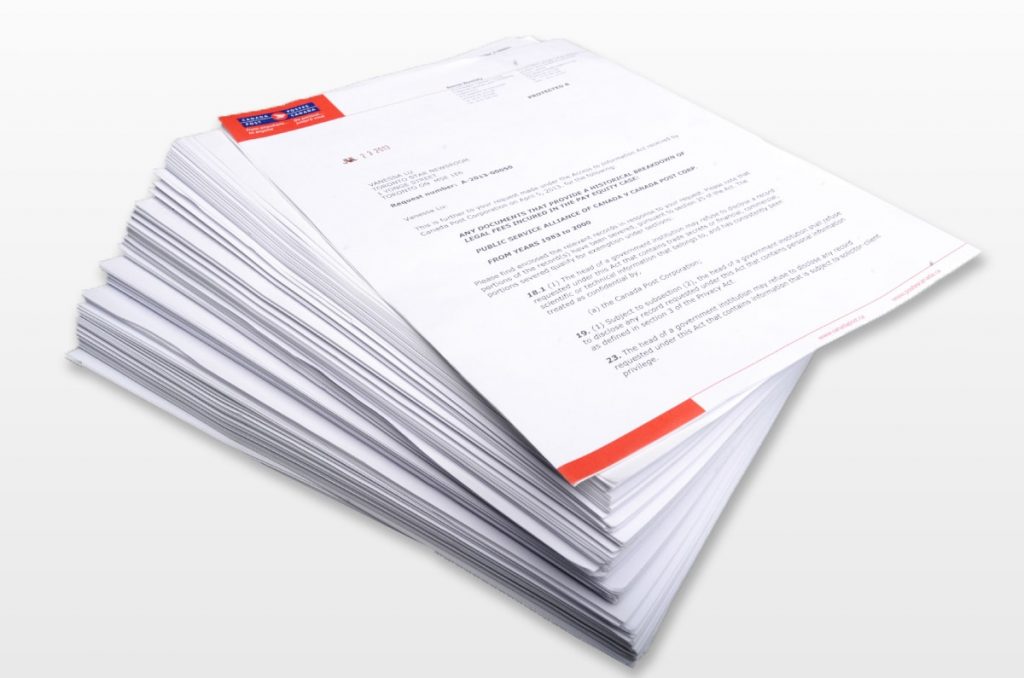 CANADA POST
POSTES CANADA
From anywhere...
to anyone
PROTECTED B
2 3 2013
VANESSA LU
TORONTO STAR NEWSROOM
1 YONGE STREET
TORONTO ON M5E 1E6
Request number: A-2013-00050
Vanessa Lu:
This is further to your request made under the Access to Information Act received by
Canada Post Corporation on April 5, 2013, for the following:
ANY DOCUMENTS THAT PROVIDE A HISTORICAL BREAKDOWN OF
LEGAL FEES INCURED IN THE PAY EQUITY CASE:
PUBLIC SERVICE ALLIANCE OF CANADA V CANADA POST CORP.
FROM YEARS 1983 to 2000
Please find enclosed the relevant records in response to your request. Please note that
portions of the record(s) have been severed, pursuant to section 25 of the Act. The
portions severed qualify for exemption under sections:
18.1 (1) The head of a government institution may refuse to disclose a record
requested under this Act that contains trade secrets or financial, commercial,
scientific or technical information that belongs to, and has consistently been
treated as confidential by,
(a) the Canada Post Corporation;
19. (1) Subject to subsection (2), the head of a government institution shall refuse
to disclose any record requested under this Act that contains personal information
as defined in section 3 of the Privacy Act.
23. The head of a government institution may refuse to disclose any record
requested under this Act that contains information that is subject to solicitor client
privilege.
www.canadapost.ca
www.postescanada.ca